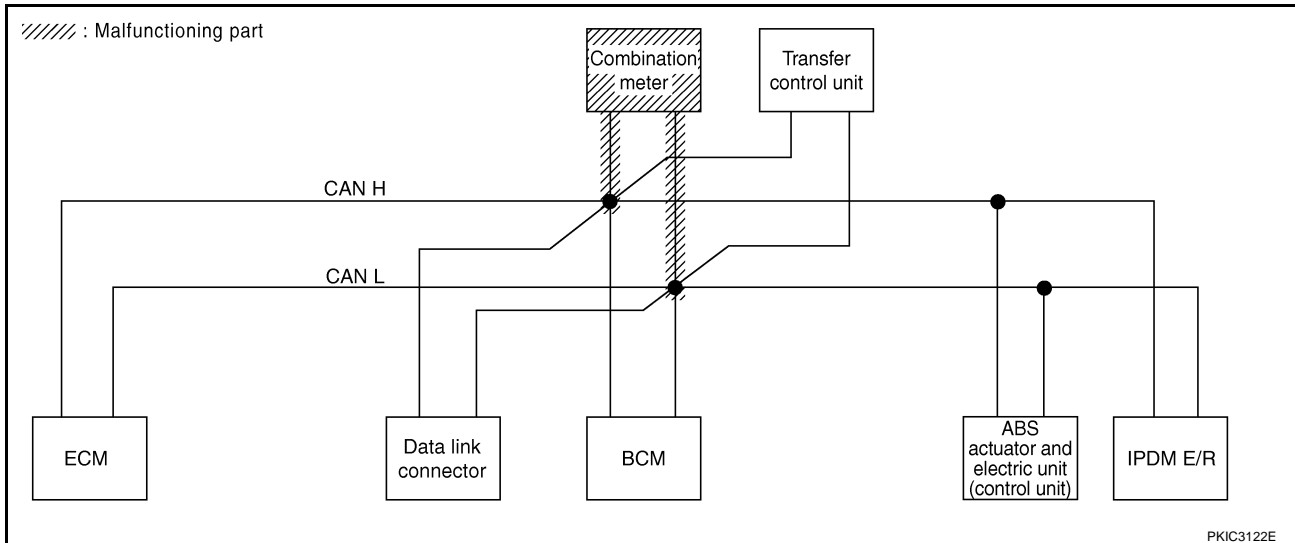 : Malfunctioning part
Combination
meter
Transfer
control unit
CAN H
CAN L
ECM
Data link
connector
BCM
ABS
actuator and
electric unit
(control unit)
IPDM E/R
PKIC3122E